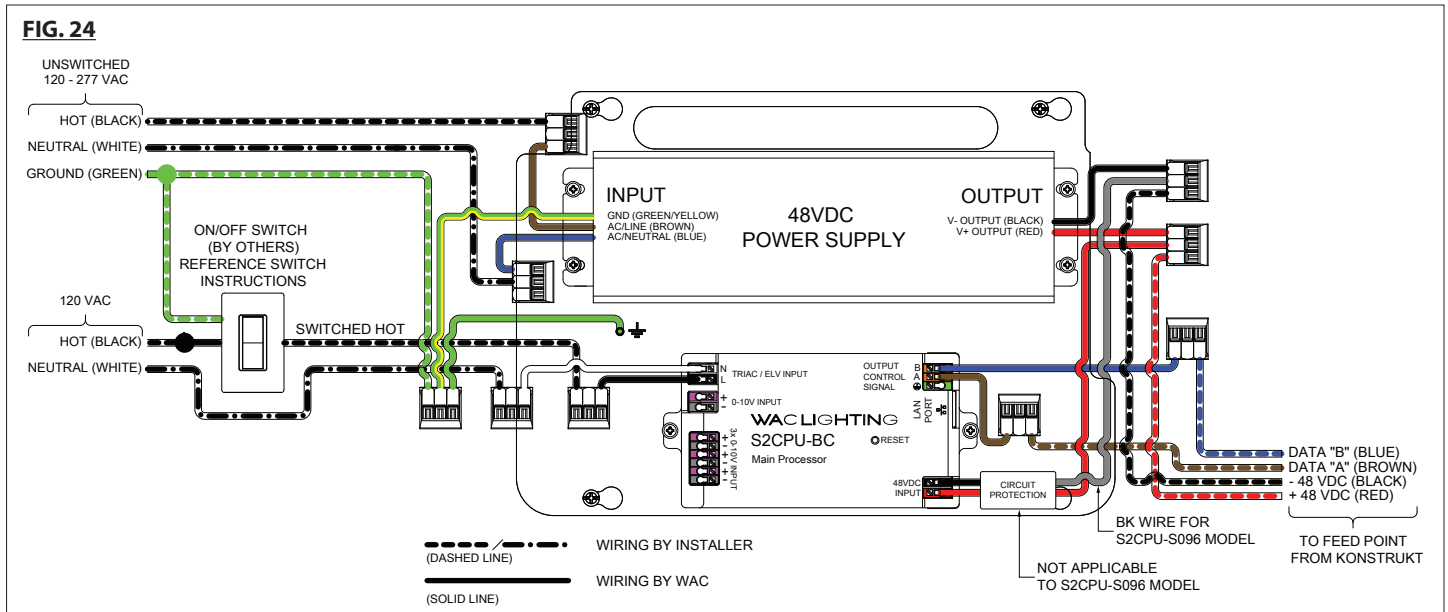 FIG. 24
UNSWITCHED
120 - 277 VAC
HOT (BLACK)
NEUTRAL (WHITE)
GROUND (GREEN)
ON/OFF SWITCH
(BY OTHERS)
REFERENCE SWITCH
INSTRUCTIONS
120 VAC
HOT (BLACK)
NEUTRAL (WHITE)
SWITCHED HOT
INPUT
GND (GREEN/YELLOW)
AC/LINE (BROWN)
AC/NEUTRAL (BLUE)
48VDC
POWER SUPPLY
OUTPUT
V- OUTPUT (BLACK)
V+ OUTPUT (RED)
N
L
TRIAC / ELV INPUT
+
-
0-10V INPUT
+
-
+
-
+
-
3x 0-10V INPUT
WAC LIGHTING
S2CPU-BC
Main Processor
RESET
OUTPUT
CONTROL
SIGNAL
B
A
LAN
PORT
48VDC
INPUT
CIRCUIT
PROTECTION
DATA "B" (BLUE)
DATA "A" (BROWN)
- 48 VDC (BLACK)
+ 48 VDC (RED)
TO FEED POINT
FROM KONSTRUKT
BK WIRE FOR
S2CPU-S096 MODEL
NOT APPLICABLE
TO S2CPU-S096 MODEL
(DASHED LINE)
WIRING BY INSTALLER
(SOLID LINE)
WIRING BY WAC